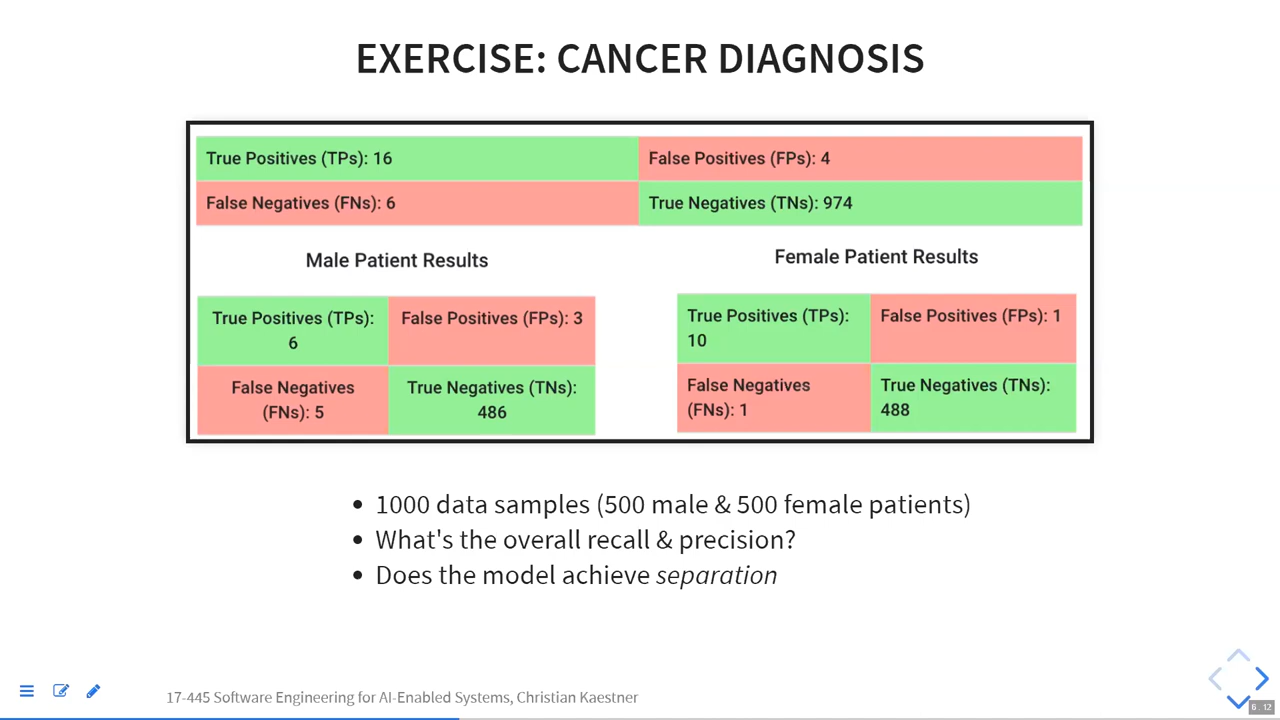 EXERCISE: CANCER DIAGNOSIS
True Positives (TPs): 16
False Positives (FPs): 4
False Negatives (FNs): 6
True Negatives (TNs): 974
Male Patient Results
True Positives (TPs):
6
False Positives (FPs): 3
False Negatives
(FNs): 5
True Negatives (TNs):
486
Female Patient Results
True Positives (TPs):
10
False Positives (FPs): 1
False Negatives
(FNs): 1
True Negatives (TNs):
488
• 1000 data samples (500 male & 500 female patients)
• What's the overall recall & precision?
• Does the model achieve separation
17-445 Software Engineering for AI-Enabled Systems, Christian Kaestner
6.12